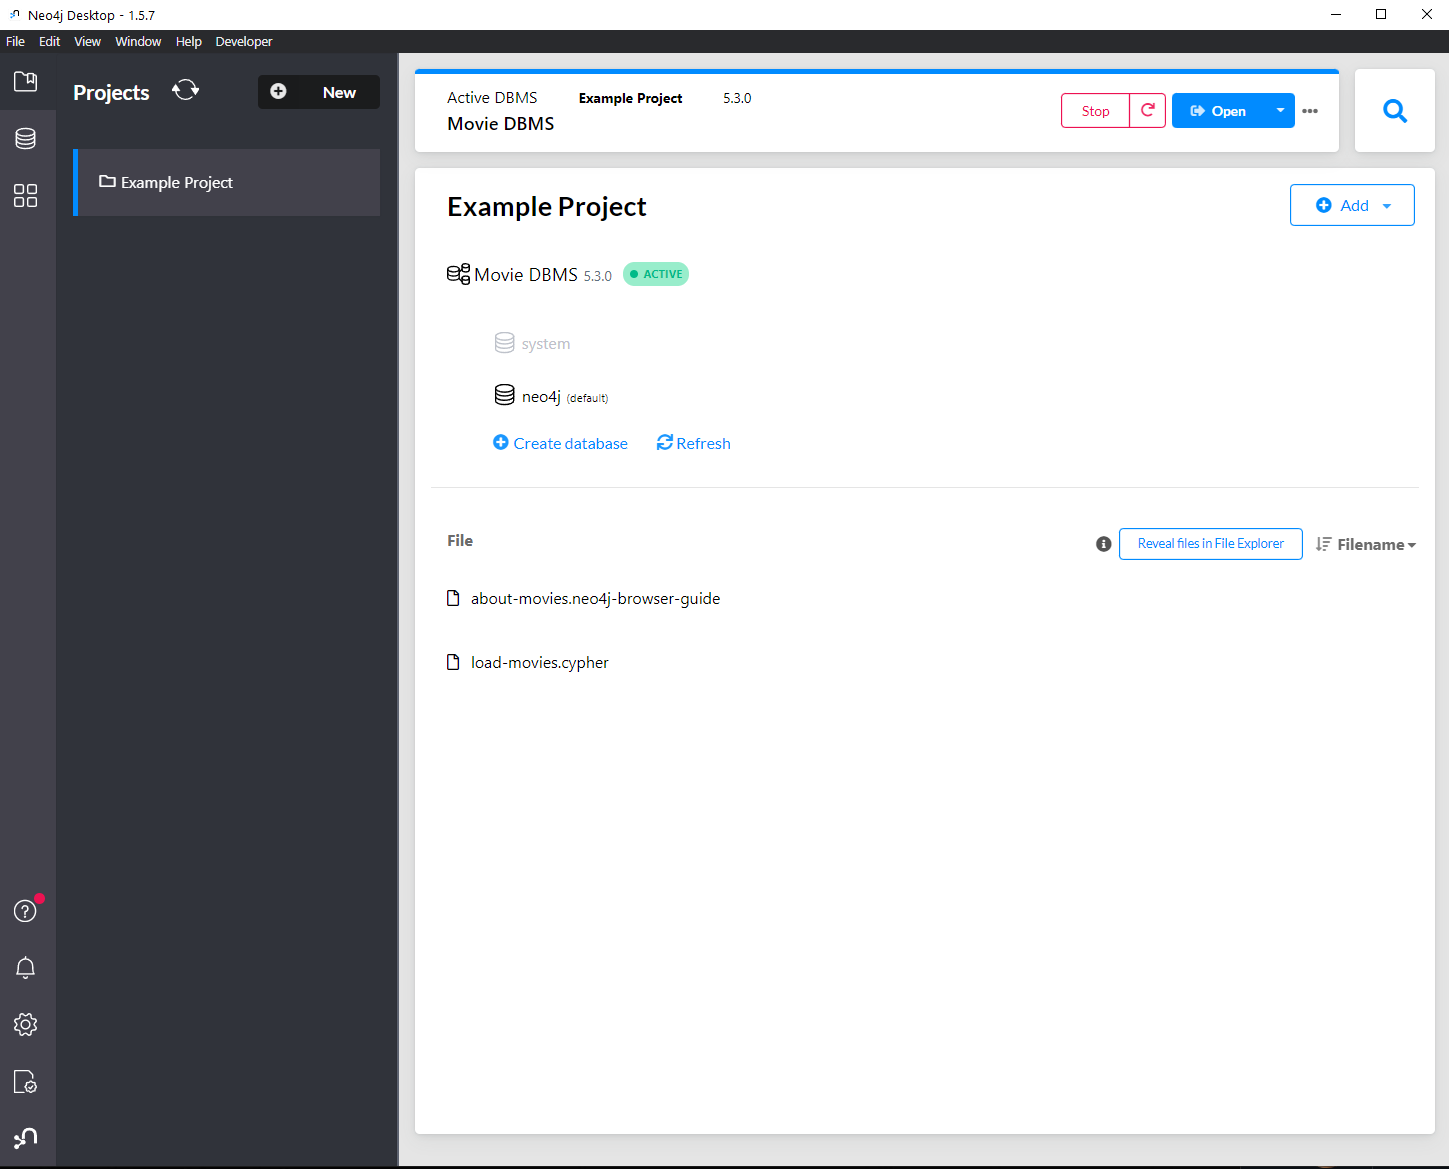 Neo4j Desktop - 1.5.7
File Edit View Window Help Developer
Projects
New
Example Project
Active DBMS Example Project 5.3.0
Movie DBMS
Stop
Open
Example Project
Add
Movie DBMS 5.3.0 ACTIVE
system
neo4j (default)
Create database Refresh
File
Reveal files in File Explorer
Filename
about-movies.neo4j-browser-guide
load-movies.cypher